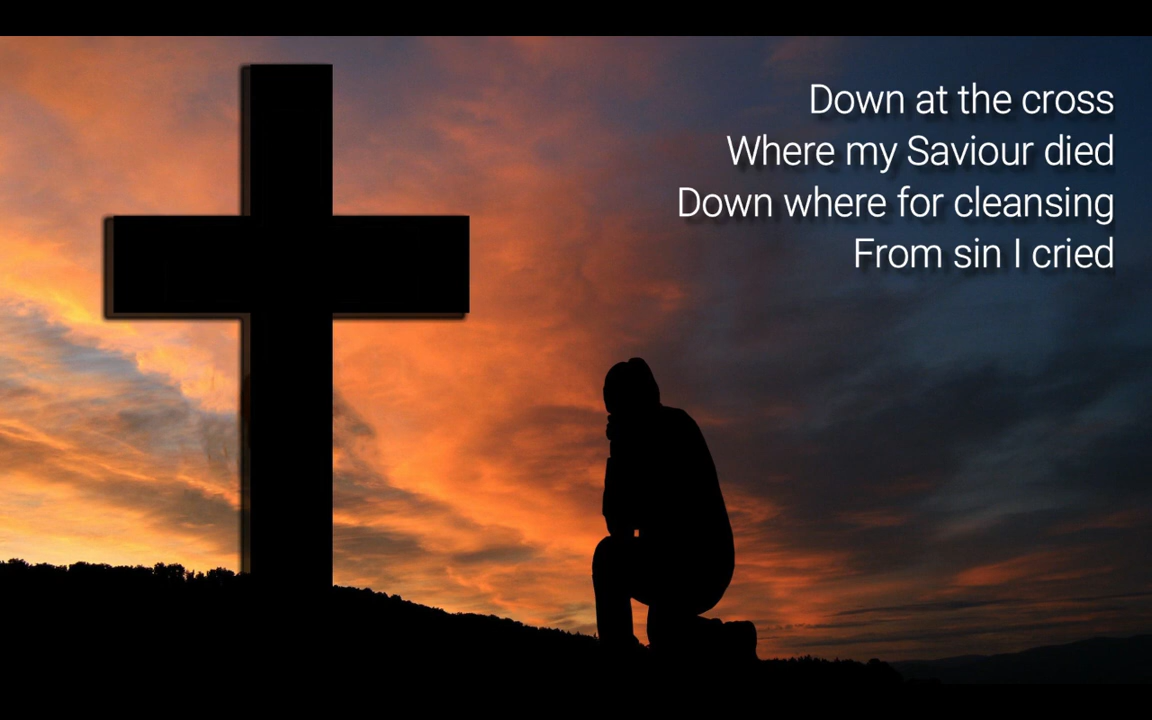 Down at the cross
Where my Saviour died
Down where for cleansing
From sin I cried